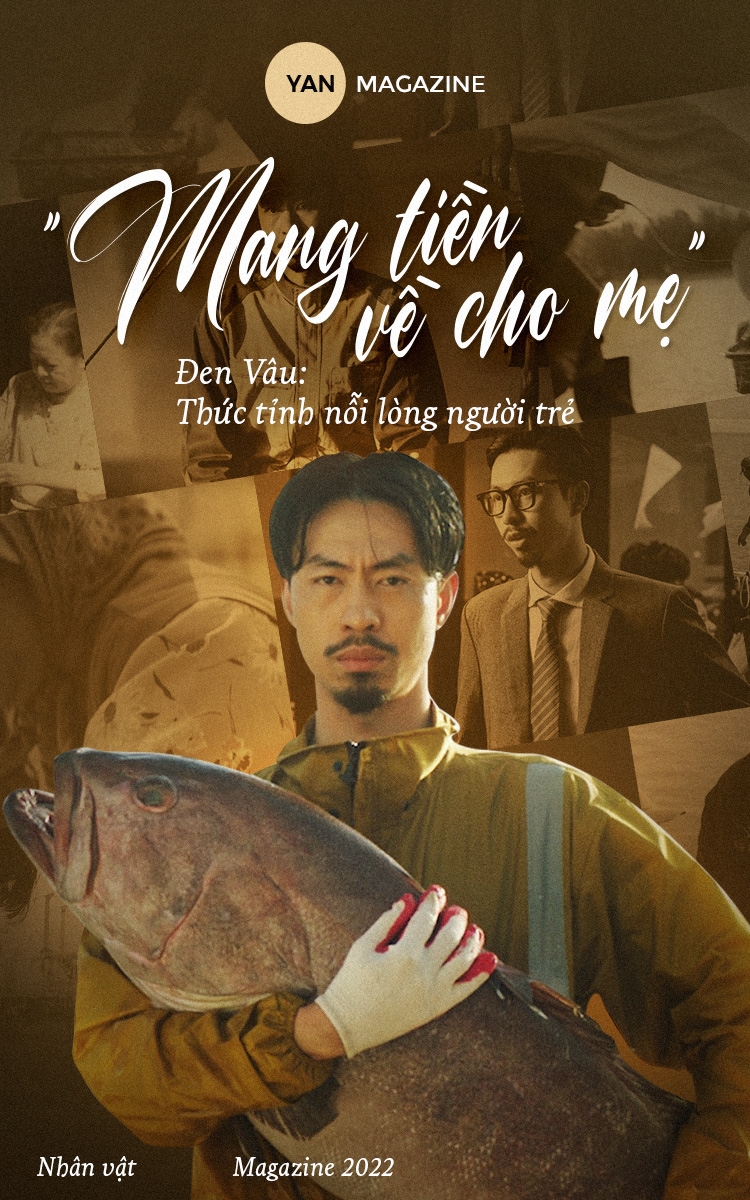 YAN MAGAZINE
"Mang tiền
về cho mẹ"
Đen Vâu:
Thức tỉnh nỗi lòng người trẻ
Nhân vật Magazine 2022